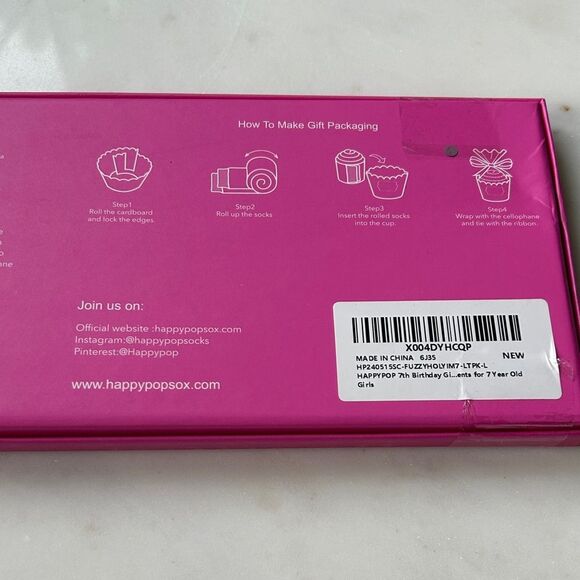 How To Make Gift Packaging
Step1
Roll the cardboard
and lock the edges.
Step2
Roll up the socks
Step3
Insert the rolled socks
into the cup.
Step4
Wrap with the cellophane
and tie with the ribbon.
Join us on:
Official website :happypopsox.com
Instagram:@happypopsocks
Pinterest:@Happypop
www.happypopsox.com
X004DYHCQP
MADE IN CHINA 6J35 NEW
HP240515SC-FUZZYHOLYIM7-LTPK-L
HAPPYPOP 7th Birthday Gi...ents for 7 Year Old
Girls